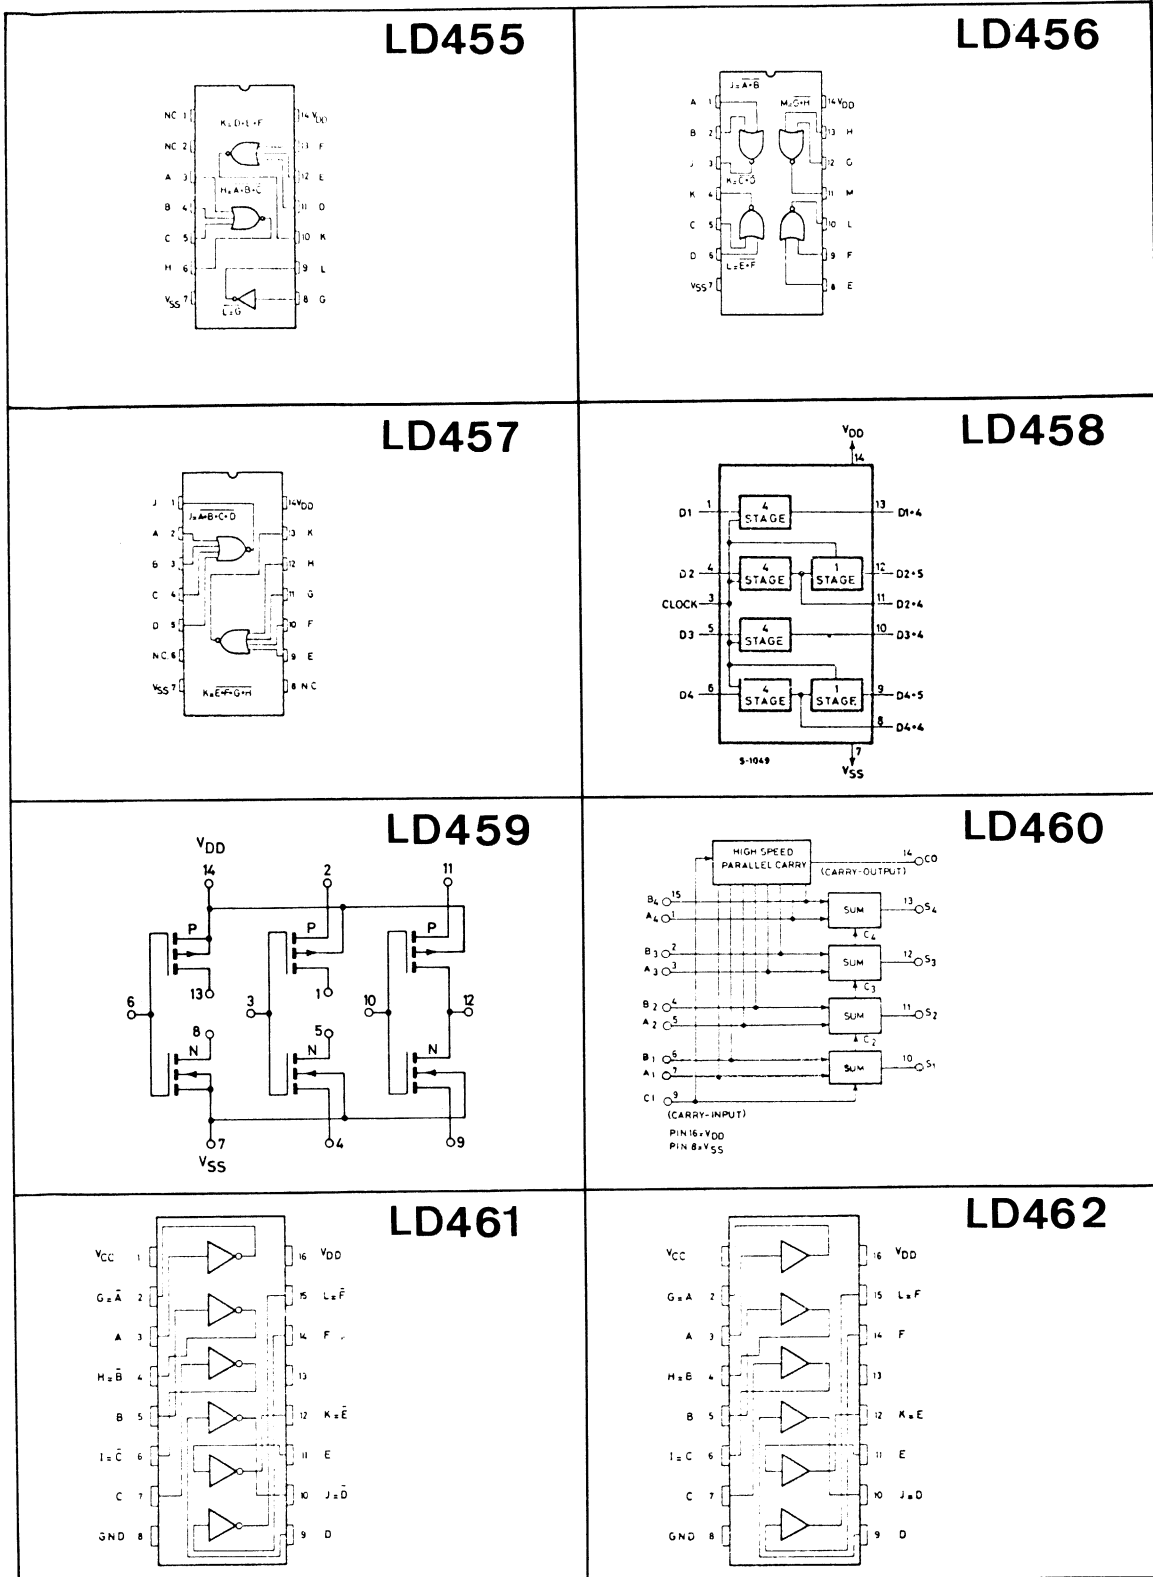 LD455
NC 1
14 VDD
K=D+E+F
NC 2
13 F
A 3
12 E
H=A+B+C
B 4
11 D
C 5
10 K
H 6
9 L
VSS 7
8 G
L=G̅
LD456
J=A+B
A 1
M=G+H
14 VDD
B 2
13 H
J 3
12 G
K=C+D
K 4
11 M
C 5
10 L
D 6
L=E+F
9 F
VSS 7
8 E
LD457
J 1
14 VDD
J=A+B+C+D
A 2
13 K
B 3
12 H
C 4
11 G
D 5
10 F
NC 6
9 E
VSS 7
K=E+F+G+H
8 NC
LD458
VDD
14
D1 1
4 STAGE
13 D1+4
D2 4
4 STAGE
1 STAGE
12 D2+5
CLOCK 3
11 D2+4
D3 5
4 STAGE
10 D3+4
D4 6
4 STAGE
1 STAGE
9 D4+5
8 D4+4
7
S-1049
VSS
LD459
VDD
14
2
11
P
P
P
13
1
6
3
10
12
8
5
N
N
N
7
4
9
VSS
LD460
HIGH SPEED
PARALLEL CARRY
14 CO
(CARRY-OUTPUT)
B4 15
A4 1
SUM
13 S4
C4
B3 2
A3 3
SUM
12 S3
C3
B2 4
A2 5
SUM
11 S2
C2
B1 6
A1 7
SUM
10 S1
CI 9
(CARRY-INPUT)
PIN 16=VDD
PIN 8=VSS
LD461
VCC 1
16 VDD
G=A̅ 2
15 L=F̅
A 3
14 F
H=B̅ 4
13
B 5
12 K=E̅
I=C̅ 6
11 E
C 7
10 J=D̅
GND 8
9 D
LD462
VCC 1
16 VDD
G=A 2
15 L=F
A 3
14 F
H=B 4
13
B 5
12 K=E
I=C 6
11 E
C 7
10 J=D
GND 8
9 D